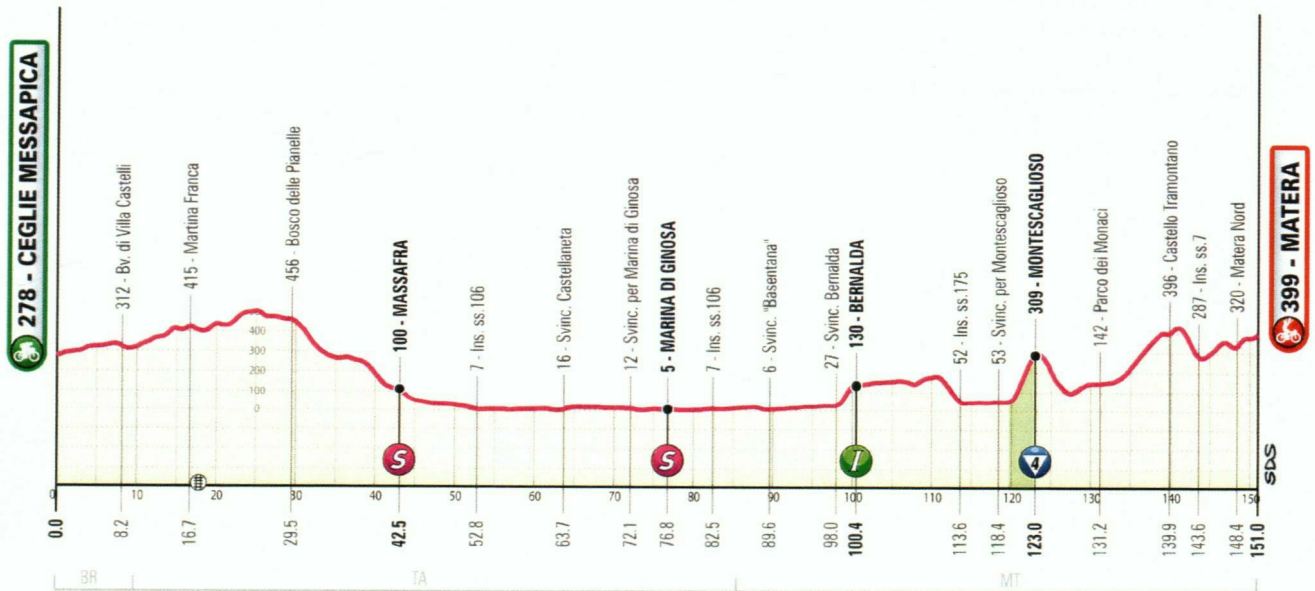 278 - CEGLIE MESSAPICA
312 - Bv. di Villa Castelli
415 - Martina Franca
456 - Bosco delle Pianelle
100 - MASSAFRA
7 - Ins. ss.106
16 - Svinc. Castellaneta
12 - Svinc. per Marina di Ginosa
5 - MARINA DI GINOSA
7 - Ins. ss.106
6 - Svinc. "Basentana"
27 - Svinc. Bernalda
130 - BERNALDA
52 - Ins. ss.175
53 - Svinc. per Montescaglioso
309 - MONTESCAGLIOSO
142 - Parco dei Monaci
396 - Castello Tramontano
287 - Ins. ss.7
320 - Matera Nord
399 - MATERA
400
300
200
100
0
S
S
I
4
SDS
0 10 20 30 40 50 60 70 80 90 100 110 120 130 140 150
0.0 8.2 16.7 29.5 42.5 52.8 63.7 72.1 76.8 82.5 89.6 98.0 100.4 113.6 118.4 123.0 131.2 139.9 143.6 148.4 151.0
BR TA MT